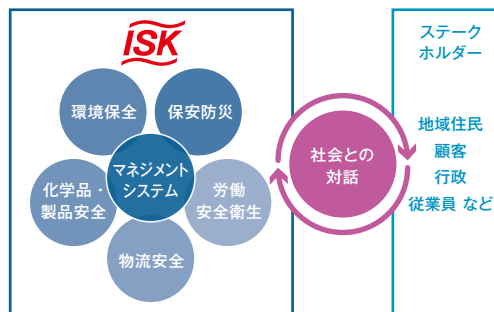 ISK
環境保全
保安防災
マネジメント
システム
化学品・
製品安全
労働
安全衛生
物流安全
社会との
対話
ステーク
ホルダー
地域住民
顧客
行政
従業員 など